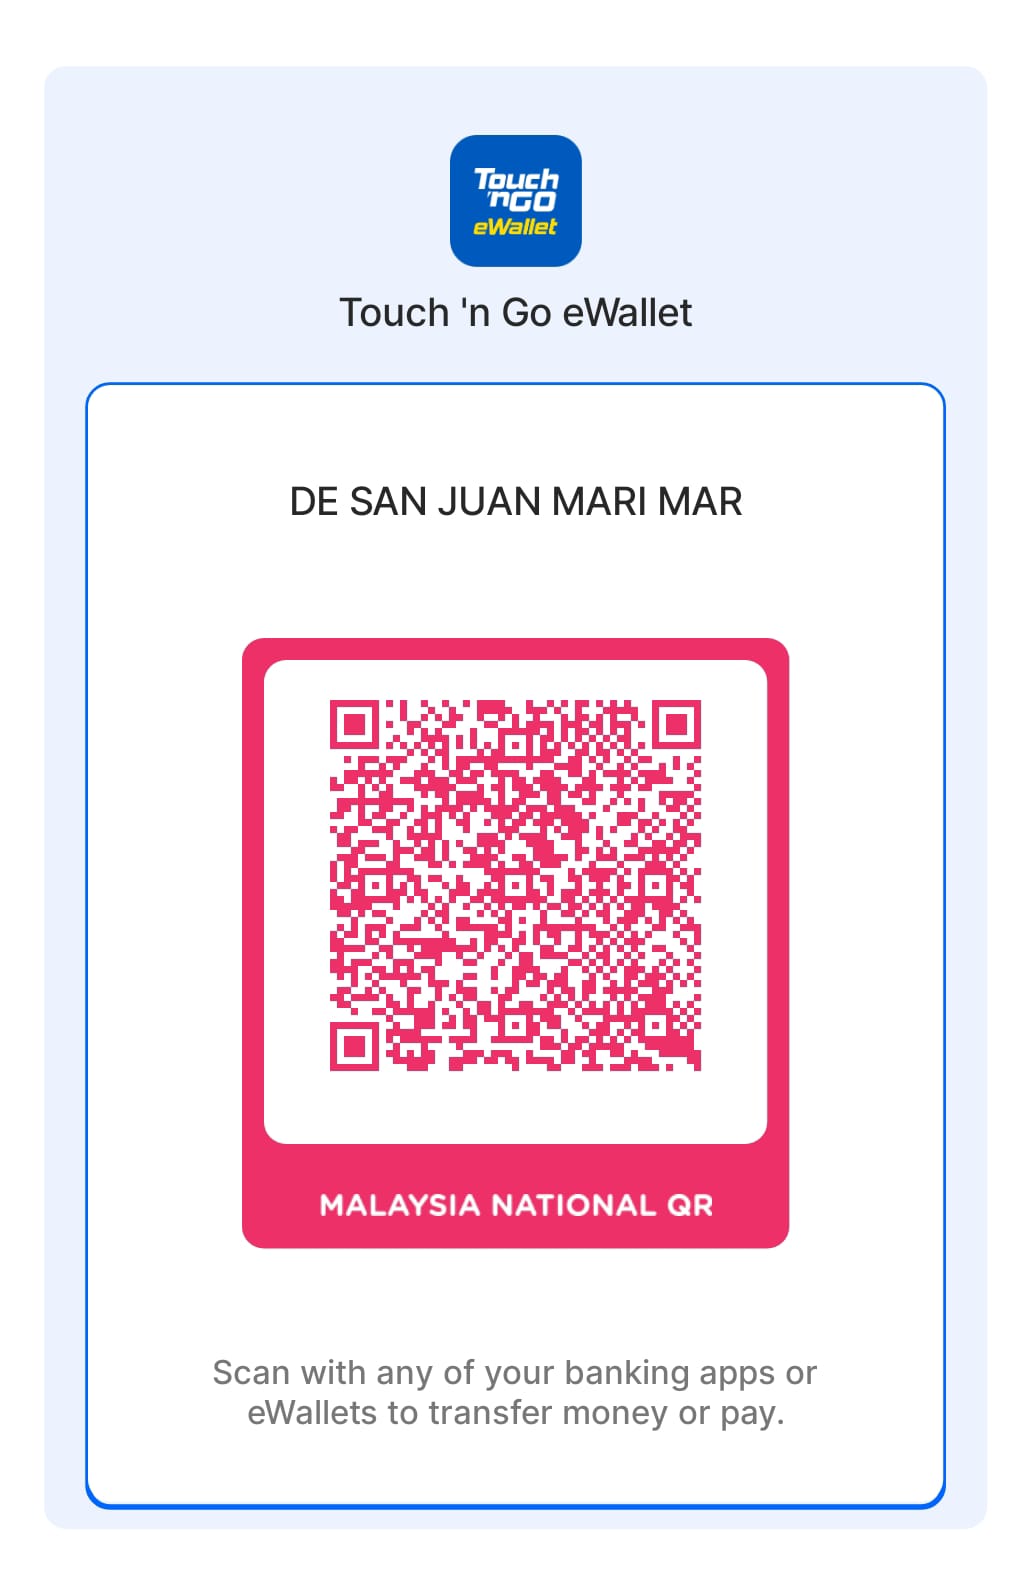 Touch
'nGO
eWallet
Touch 'n Go eWallet
DE SAN JUAN MARI MAR
MALAYSIA NATIONAL QR
Scan with any of your banking apps or
eWallets to transfer money or pay.